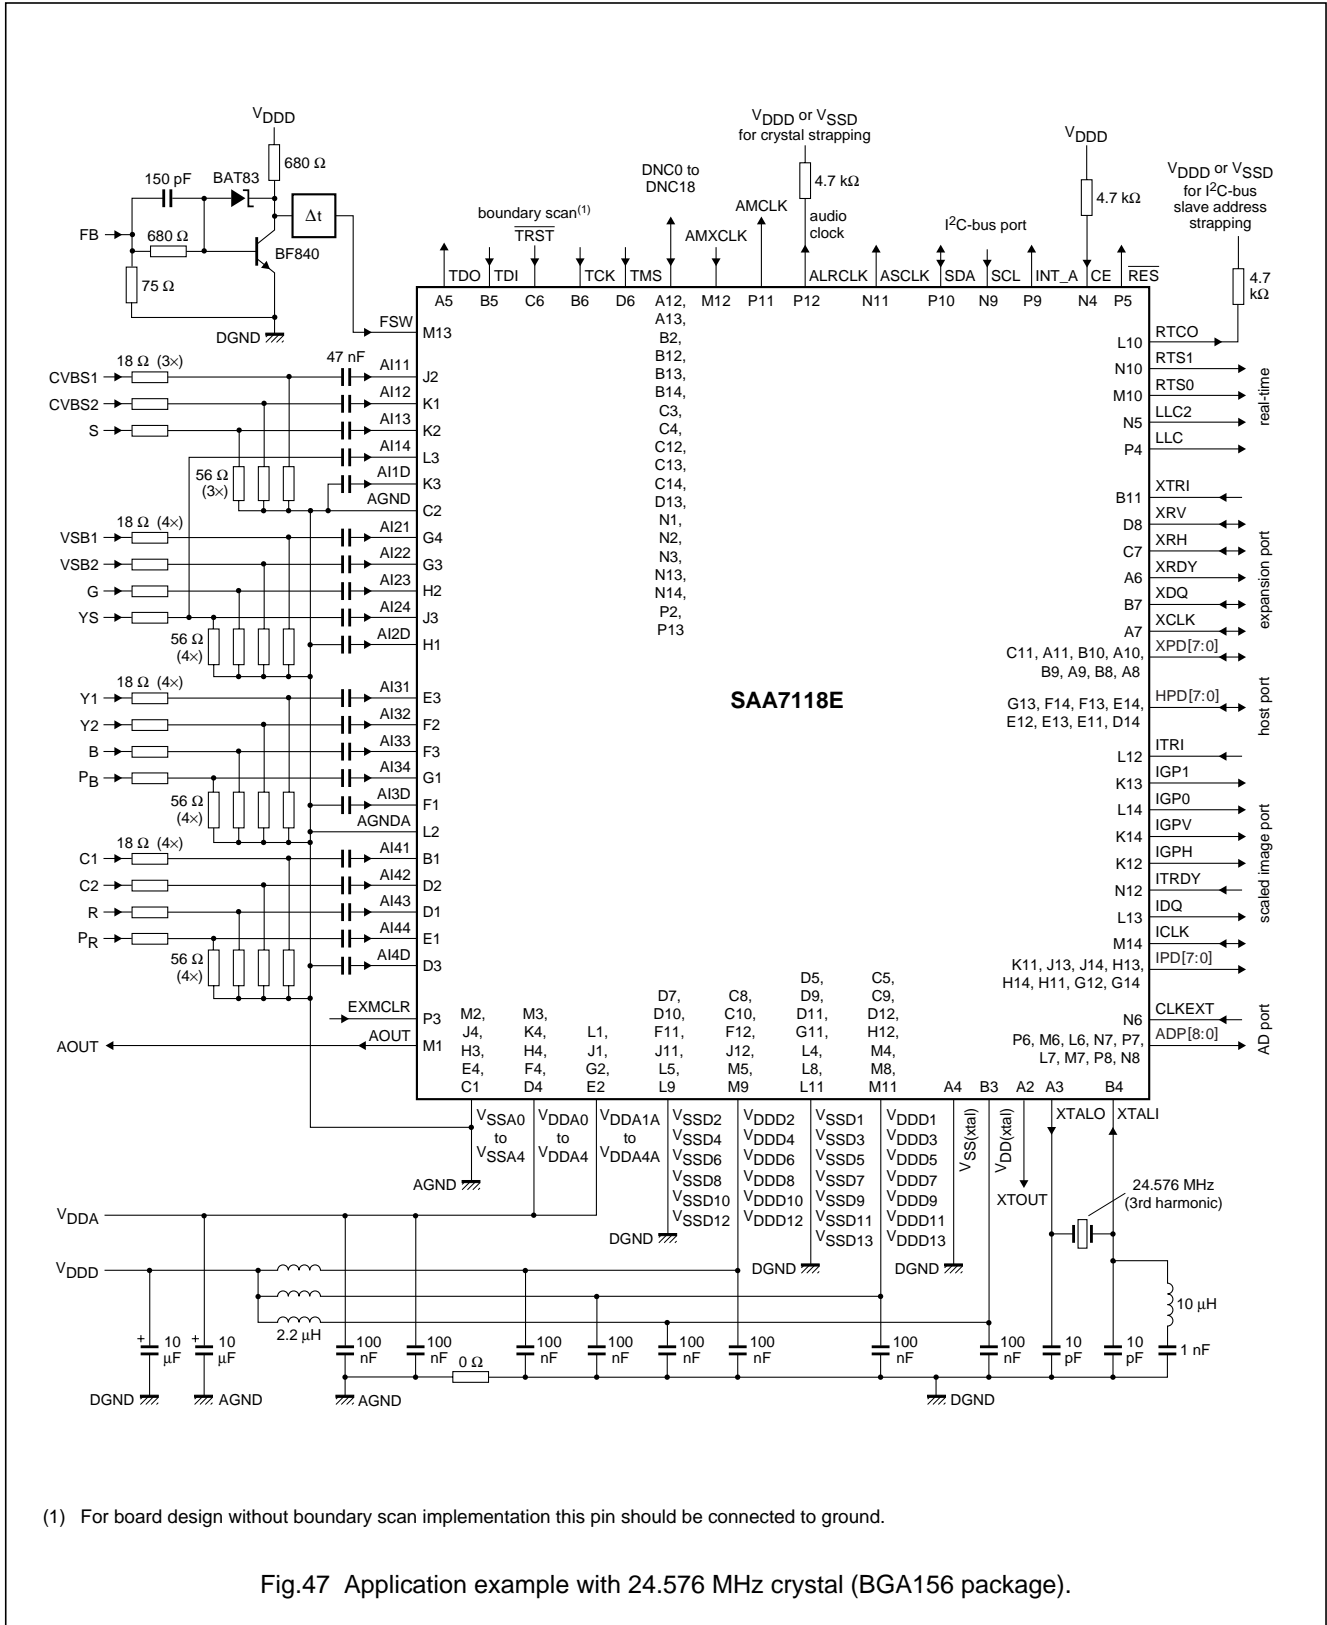 VDDD
680 Ω
150 pF
BAT83
Δt
FB
680 Ω
BF840
75 Ω
DGND
VDDD or VSSD
for crystal strapping
4.7 kΩ
audio
clock
DNC0 to
DNC18
AMCLK
AMXCLK
boundary scan(1)
TRST
VDDD
4.7 kΩ
I2C-bus port
VDDD or VSSD
for I2C-bus
slave address
strapping
4.7
kΩ
TDO
TDI
TCK
TMS
ALRCLK
ASCLK
SDA
SCL
INT_A
CE
RES
A5
B5
C6
B6
D6
A12,
A13,
B2,
B12,
B13,
B14,
C3,
C4,
C12,
C13,
C14,
D13,
N1,
N2,
N3,
N13,
N14,
P2,
P13
M12
P11
P12
N11
P10
N9
P9
N4
P5
FSW
M13
18 Ω (3×)
47 nF
CVBS1
AI11
J2
CVBS2
AI12
K1
S
AI13
K2
AI14
L3
56 Ω
(3×)
AI1D
K3
AGND
C2
18 Ω (4×)
VSB1
AI21
G4
VSB2
AI22
G3
G
AI23
H2
YS
AI24
J3
56 Ω
(4×)
AI2D
H1
18 Ω (4×)
Y1
AI31
E3
Y2
AI32
F2
B
AI33
F3
PB
AI34
G1
56 Ω
(4×)
AI3D
F1
AGNDA
L2
18 Ω (4×)
C1
AI41
B1
C2
AI42
D2
R
AI43
D1
PR
AI44
E1
56 Ω
(4×)
AI4D
D3
EXMCLR
P3
AOUT
AOUT
M1
SAA7118E
L10
RTCO
N10
RTS1
M10
RTS0
N5
LLC2
P4
LLC
real-time
B11
XTRI
D8
XRV
C7
XRH
A6
XRDY
B7
XDQ
A7
XCLK
C11, A11, B10, A10,
B9, A9, B8, A8
XPD[7:0]
expansion port
G13, F14, F13, E14,
E12, E13, E11, D14
HPD[7:0]
host port
L12
ITRI
K13
IGP1
L14
IGP0
K14
IGPV
K12
IGPH
N12
ITRDY
L13
IDQ
M14
ICLK
K11, J13, J14, H13,
H14, H11, G12, G14
IPD[7:0]
scaled image port
N6
CLKEXT
P6, M6, L6, N7, P7,
L7, M7, P8, N8
ADP[8:0]
AD port
M2,
J4,
H3,
E4,
C1
M3,
K4,
H4,
F4,
D4
L1,
J1,
G2,
E2
D7,
D10,
F11,
J11,
L5,
L9
C8,
C10,
F12,
J12,
M5,
M9
D5,
D9,
D11,
G11,
L4,
L8,
L11
C5,
C9,
D12,
H12,
M4,
M8,
M11
A4
B3
A2
A3
B4
VSSA0
to
VSSA4
VDDA0
to
VDDA4
VDDA1A
to
VDDA4A
VSSD2
VSSD4
VSSD6
VSSD8
VSSD10
VSSD12
VDDD2
VDDD4
VDDD6
VDDD8
VDDD10
VDDD12
VSSD1
VSSD3
VSSD5
VSSD7
VSSD9
VSSD11
VSSD13
VDDD1
VDDD3
VDDD5
VDDD7
VDDD9
VDDD11
VDDD13
VSS(xtal)
VDD(xtal)
XTOUT
XTALO
XTALI
AGND
DGND
DGND
DGND
24.576 MHz
(3rd harmonic)
VDDA
VDDD
2.2 μH
10 μH
+
10
μF
+
10
μF
100
nF
100
nF
0 Ω
100
nF
100
nF
100
nF
100
nF
100
nF
100
nF
10
pF
10
pF
1 nF
DGND
AGND
AGND
DGND
(1) For board design without boundary scan implementation this pin should be connected to ground.
Fig.47 Application example with 24.576 MHz crystal (BGA156 package).